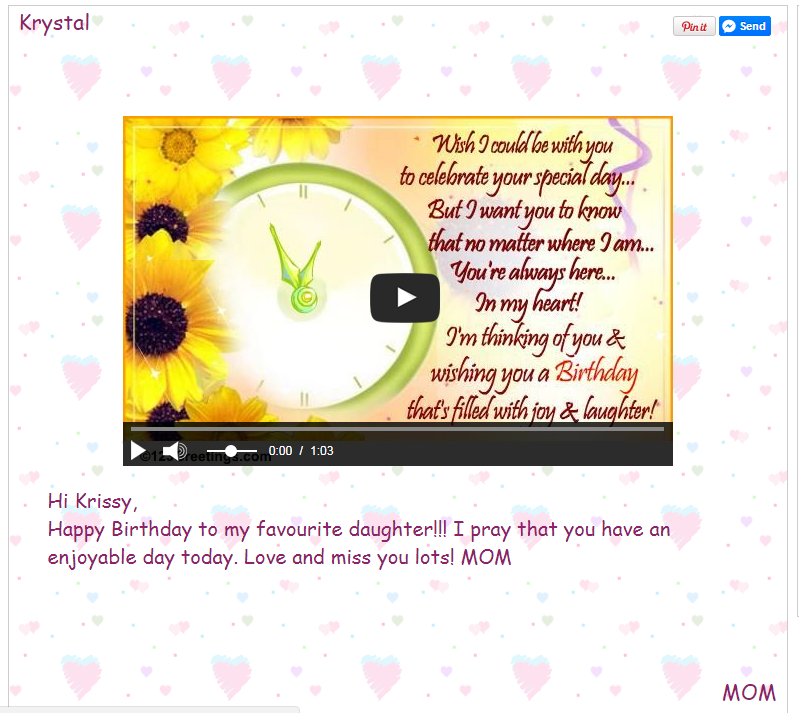 Krystal
Pin it
Send
Wish I could be with you
to celebrate your special day...
But I want you to know
that no matter where I am...
You're always here...
In my heart!
I'm thinking of you &
wishing you a Birthday
that's filled with joy & laughter!
0:00 / 1:03
©123Greetings.com
Hi Krissy,
Happy Birthday to my favourite daughter!!! I pray that you have an
enjoyable day today. Love and miss you lots! MOM
MOM